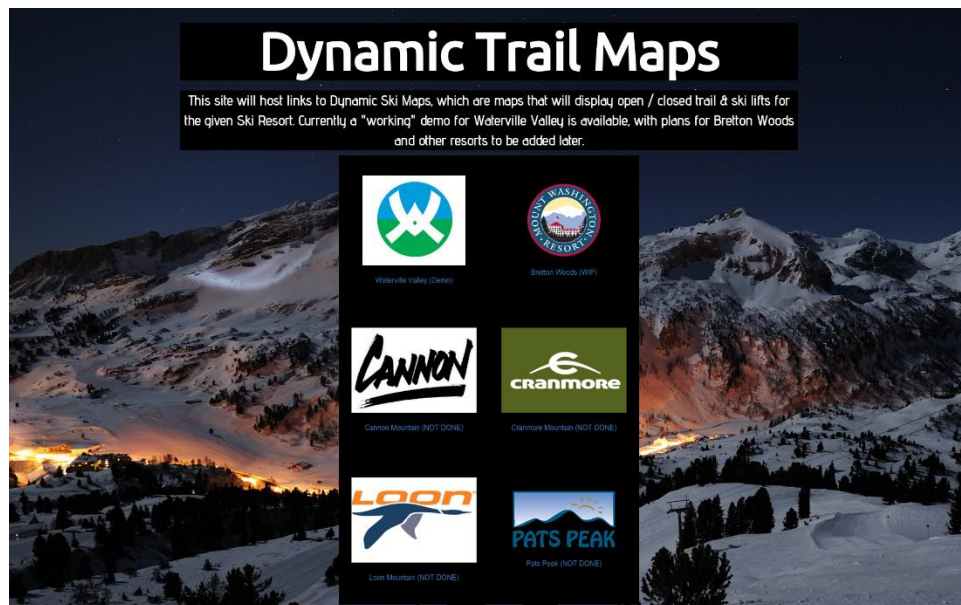 Dynamic Trail Maps
This site will host links to Dynamic Ski Maps, which are maps that will display open / closed trail & ski lifts for
the given Ski Resort. Currently a "working" demo for Waterville Valley is available, with plans for Bretton Woods
and other resorts to be added later.
MOUNT WASHINGTON
RESORT
Waterville Valley (Demo)
Bretton Woods (WIP)
CANNON
CRANMORE
Cannon Mountain (NOT DONE)
Cranmore Mountain (NOT DONE)
LOON
PATS PEAK
Loon Mountain (NOT DONE)
Pats Peak (NOT DONE)